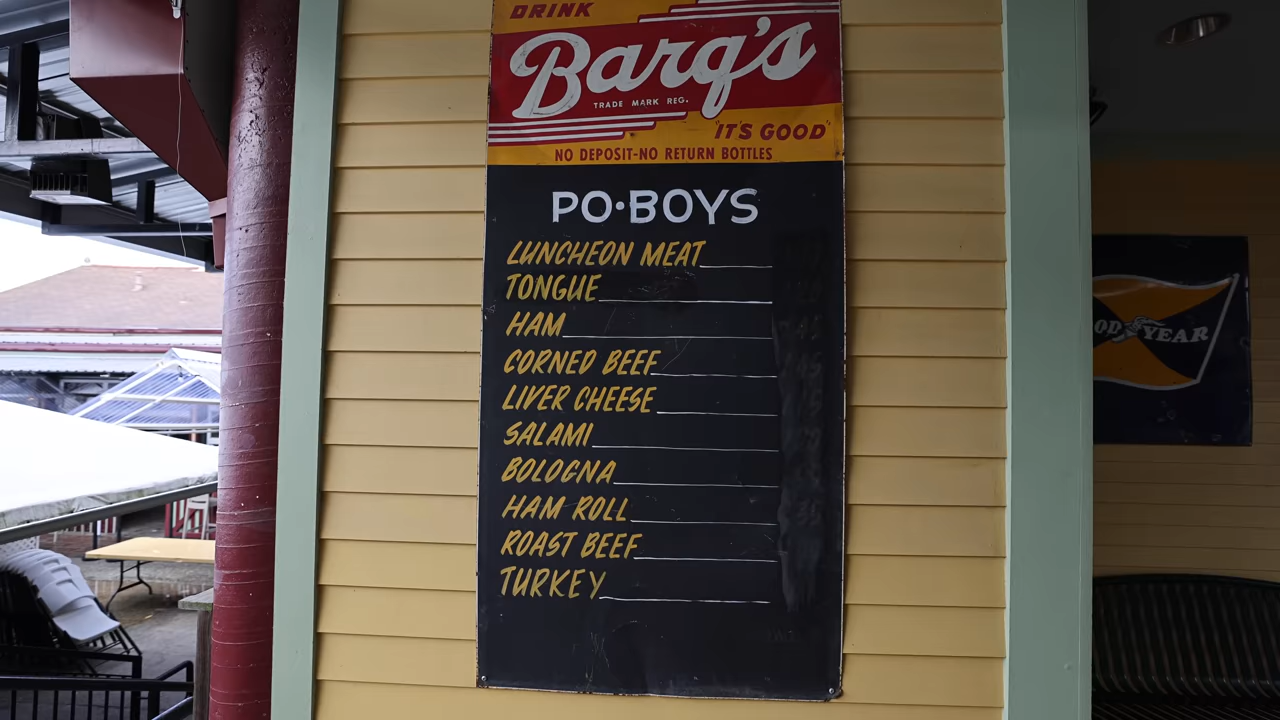 DRINK
Barq's
TRADE MARK REG.
"IT'S GOOD"
NO DEPOSIT-NO RETURN BOTTLES
PO·BOYS
LUNCHEON MEAT
TONGUE
HAM
CORNED BEEF
LIVER CHEESE
SALAMI
BOLOGNA
HAM ROLL
ROAST BEEF
TURKEY
YEAR